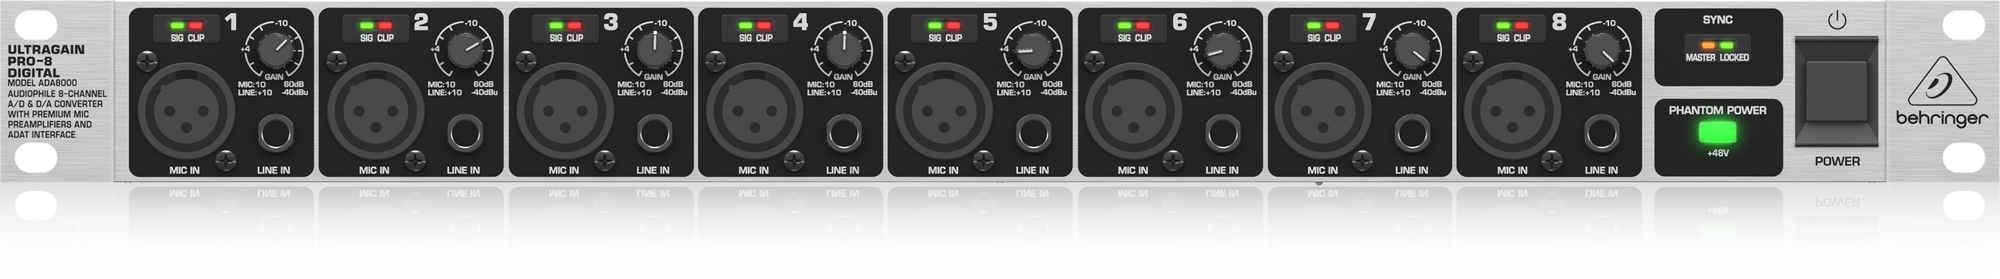 ULTRAGAIN
PRO-8
DIGITAL
MODEL ADA8000
AUDIOPHILE 8-CHANNEL
A/D & D/A CONVERTER
WITH PREMIUM MIC
PREAMPLIFIERS AND
ADAT INTERFACE
1
SIG CLIP
-10
+4
GAIN
MIC:10 60dB
LINE:+10 -40dBu
MIC IN LINE IN
2
SIG CLIP
-10
+4
GAIN
MIC:10 60dB
LINE:+10 -40dBu
MIC IN LINE IN
3
SIG CLIP
-10
+4
GAIN
MIC:10 60dB
LINE:+10 -40dBu
MIC IN LINE IN
4
SIG CLIP
-10
+4
GAIN
MIC:10 60dB
LINE:+10 -40dBu
MIC IN LINE IN
5
SIG CLIP
-10
+4
GAIN
MIC:10 60dB
LINE:+10 -40dBu
MIC IN LINE IN
6
SIG CLIP
-10
+4
GAIN
MIC:10 60dB
LINE:+10 -40dBu
MIC IN LINE IN
7
SIG CLIP
-10
+4
GAIN
MIC:10 60dB
LINE:+10 -40dBu
MIC IN LINE IN
8
SIG CLIP
-10
+4
GAIN
MIC:10 60dB
LINE:+10 -40dBu
MIC IN LINE IN
SYNC
MASTER LOCKED
PHANTOM POWER
+48V
POWER
behringer